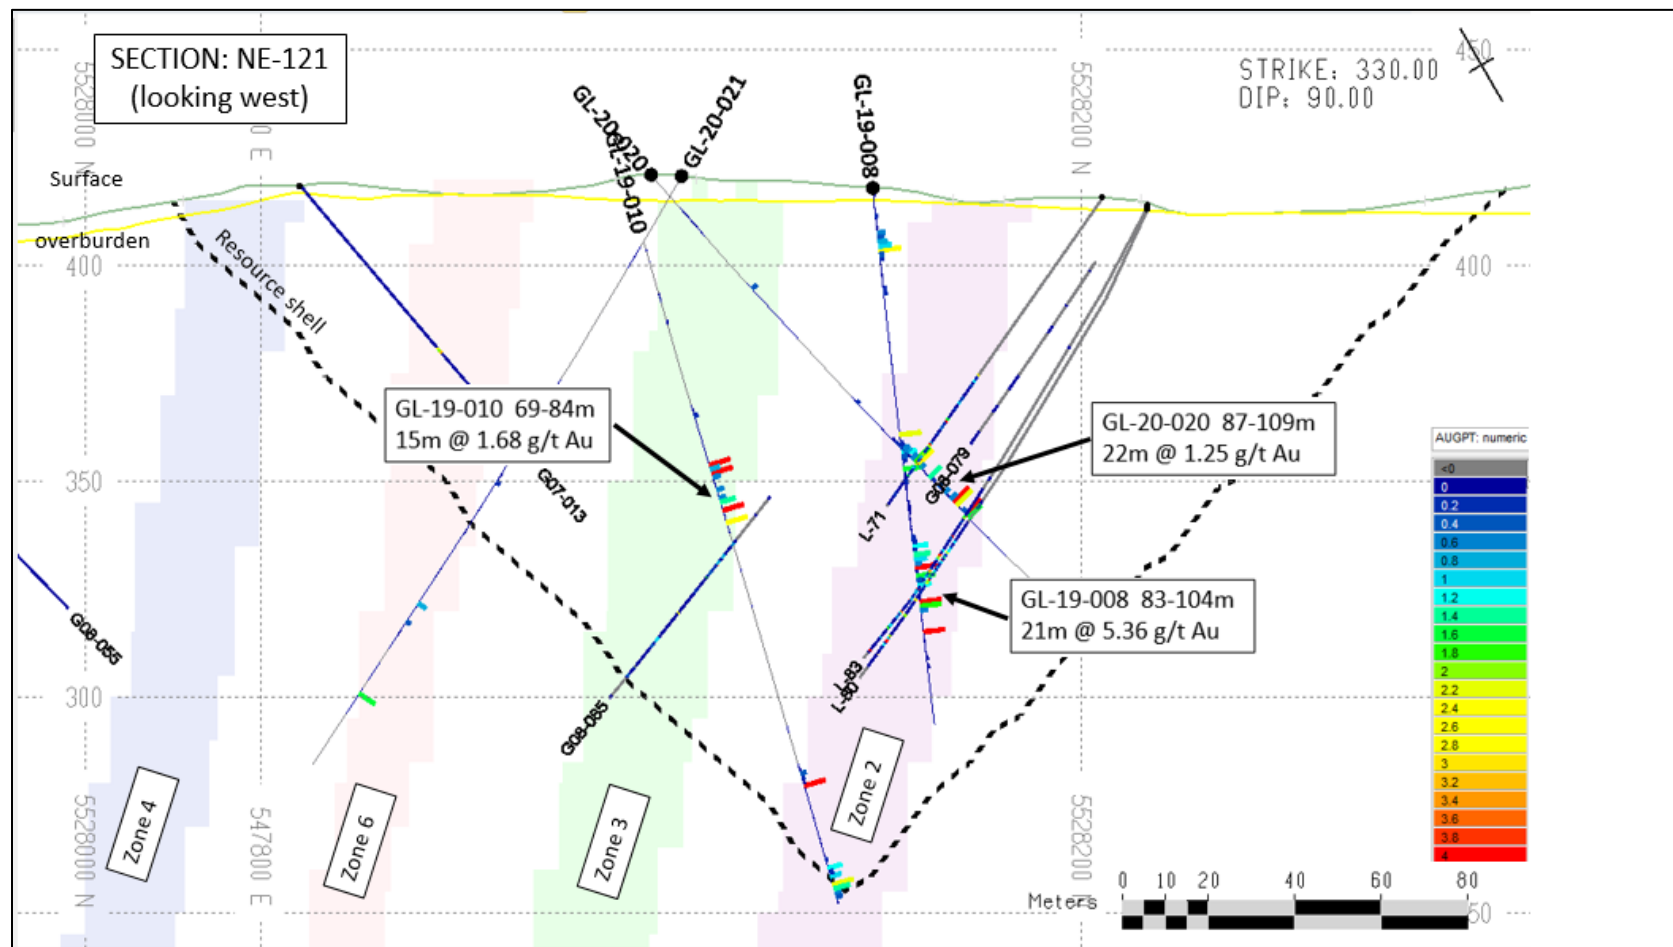 SECTION: NE-121
(looking west)
STRIKE: 330.00
DIP: 90.00
450
5528000 N
E
5528200 N
GL-20-020
GL-19-010
GL-20-021
GL-19-008
Surface
overburden
Resource shell
400
400
GL-19-010 69-84m
15m @ 1.68 g/t Au
GL-20-020 87-109m
22m @ 1.25 g/t Au
GL-19-008 83-104m
21m @ 5.36 g/t Au
350
350
G07-013
G08-079
L-71
L-83
L-80
G08-055
G08-085
300
300
Zone 4
Zone 6
Zone 3
Zone 2
5528000 N
547800 E
5528200 N
AUGPT: numeric
<0
0
0.2
0.4
0.6
0.8
1
1.2
1.4
1.6
1.8
2
2.2
2.4
2.6
2.8
3
3.2
3.4
3.6
3.8
4
0 10 20 40 60 80
Meters